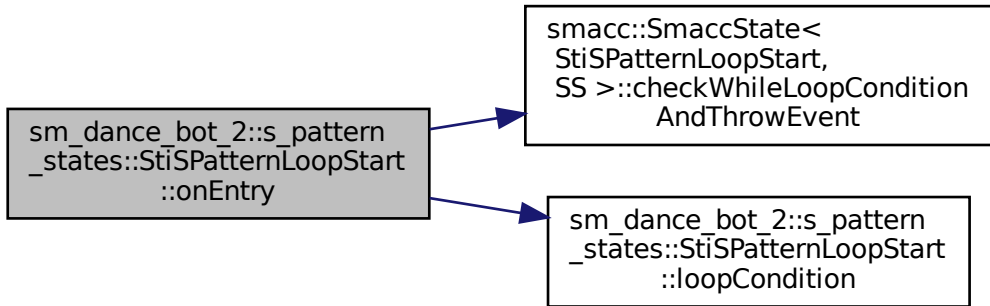 sm_dance_bot_2::s_pattern
_states::StiSPatternLoopStart
::onEntry
smacc::SmaccState<
StiSPatternLoopStart,
SS >::checkWhileLoopCondition
AndThrowEvent
sm_dance_bot_2::s_pattern
_states::StiSPatternLoopStart
::loopCondition